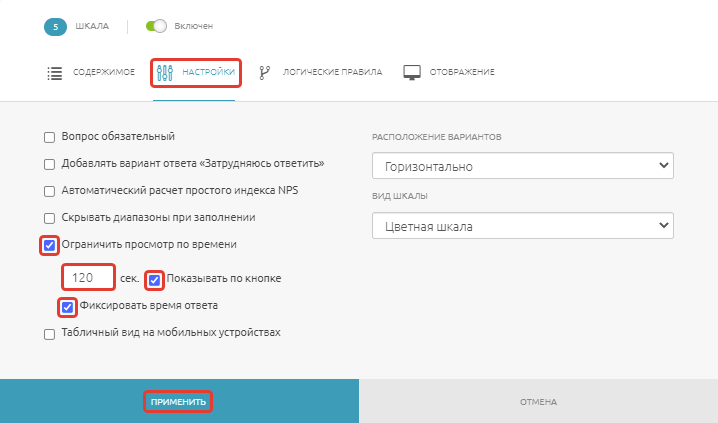 5 ШКАЛА Включен
СОДЕРЖИМОЕ НАСТРОЙКИ ЛОГИЧЕСКИЕ ПРАВИЛА ОТОБРАЖЕНИЕ
Вопрос обязательный
Добавлять вариант ответа «Затрудняюсь ответить»
Автоматический расчет простого индекса NPS
Скрывать диапазоны при заполнении
Ограничить просмотр по времени
120 сек. Показывать по кнопке
Фиксировать время ответа
Табличный вид на мобильных устройствах
РАСПОЛОЖЕНИЕ ВАРИАНТОВ
Горизонтально
ВИД ШКАЛЫ
Цветная шкала
ПРИМЕНИТЬ ОТМЕНА